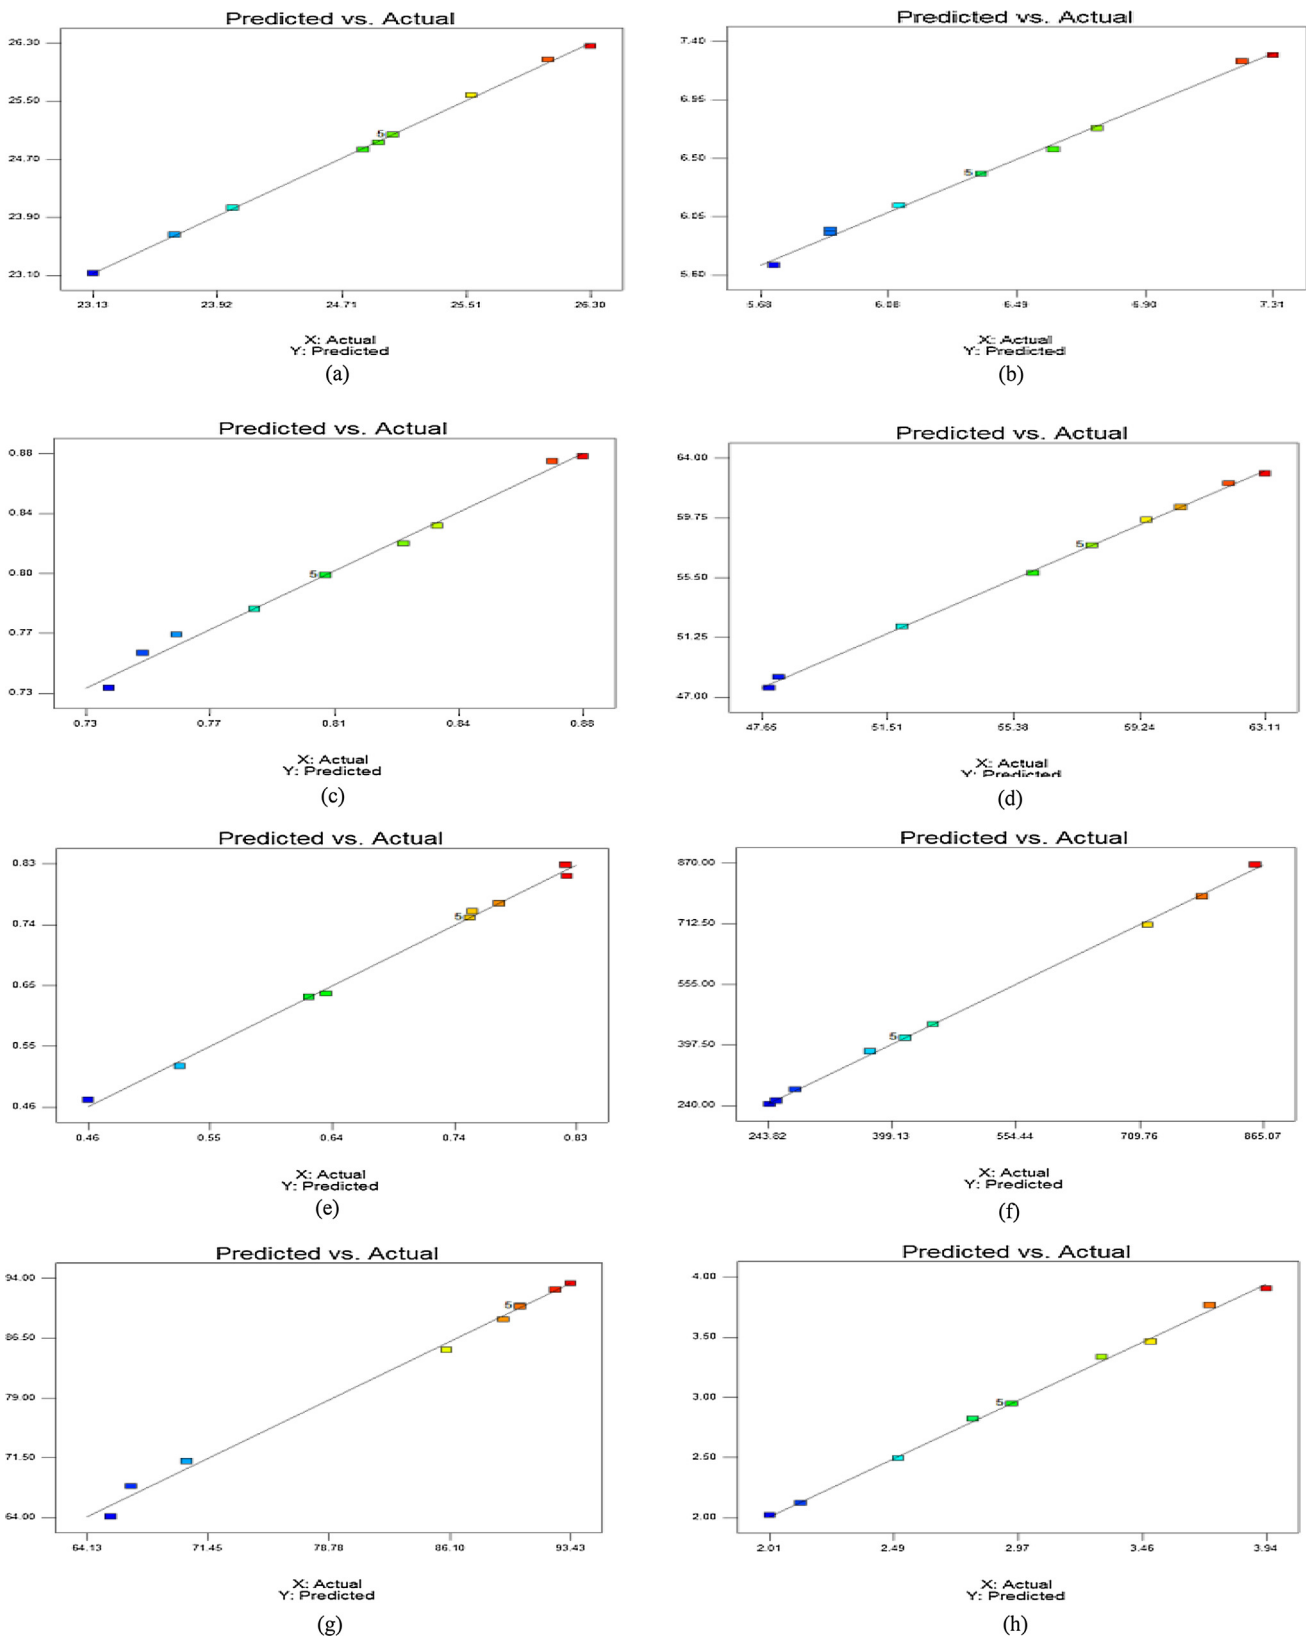 Predicted vs. Actual
26.30
25.50
24.70
23.90
23.10
5
23.13 23.92 24.71 25.51 26.30
X: Actual
Y: Predicted
(a)
Predicted vs. Actual
7.40
6.95
6.50
6.05
5.60
5
5.68 6.08 6.49 6.90 7.31
X: Actual
Y: Predicted
(b)
Predicted vs. Actual
0.88
0.84
0.80
0.77
0.73
5
0.73 0.77 0.81 0.84 0.88
X: Actual
Y: Predicted
(c)
Predicted vs. Actual
64.00
59.75
55.50
51.25
47.00
5
47.65 51.51 55.38 59.24 63.11
X: Actual
Y: Predicted
(d)
Predicted vs. Actual
0.83
0.74
0.65
0.55
0.46
5
0.46 0.55 0.64 0.74 0.83
X: Actual
Y: Predicted
(e)
Predicted vs. Actual
870.00
712.50
555.00
397.50
240.00
5
243.82 399.13 554.44 709.76 865.07
X: Actual
Y: Predicted
(f)
Predicted vs. Actual
94.00
86.50
79.00
71.50
64.00
5
64.13 71.45 78.78 86.10 93.43
X: Actual
Y: Predicted
(g)
Predicted vs. Actual
4.00
3.50
3.00
2.50
2.00
5
2.01 2.49 2.97 3.46 3.94
X: Actual
Y: Predicted
(h)